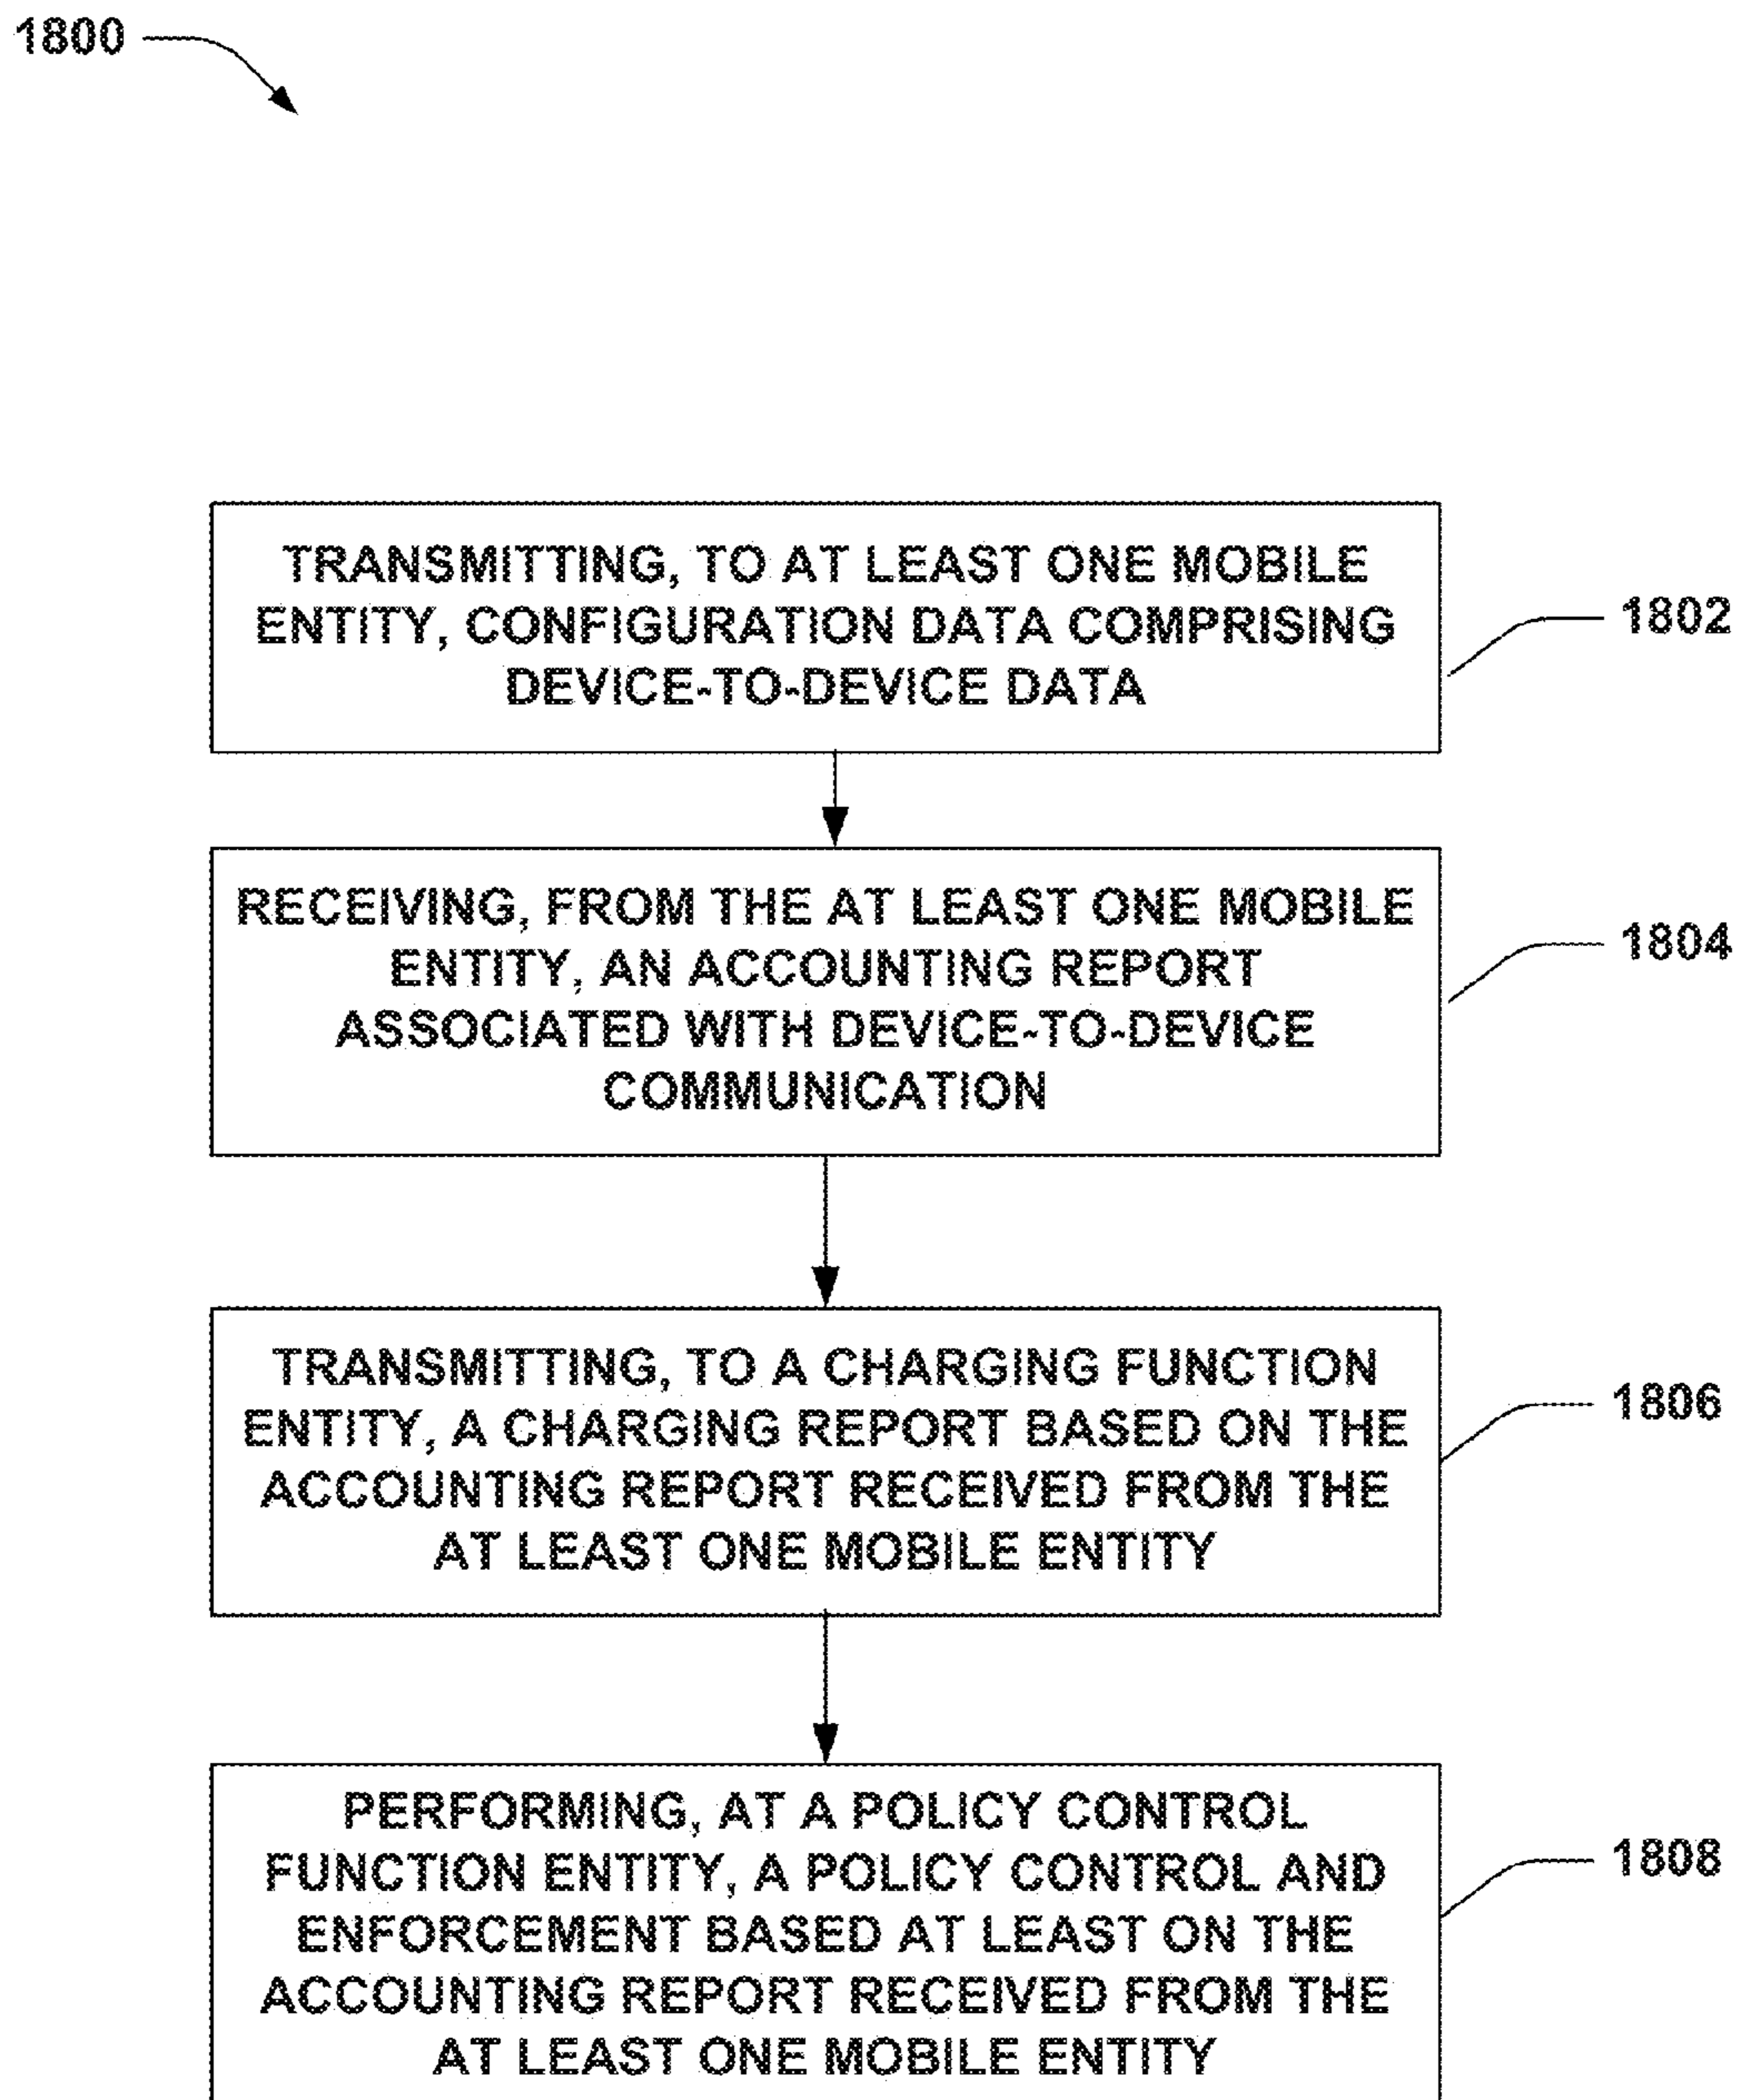 1800
TRANSMITTING, TO AT LEAST ONE MOBILE
ENTITY, CONFIGURATION DATA COMPRISING
DEVICE-TO-DEVICE DATA
1802
RECEIVING, FROM THE AT LEAST ONE MOBILE
ENTITY, AN ACCOUNTING REPORT
ASSOCIATED WITH DEVICE-TO-DEVICE
COMMUNICATION
1804
TRANSMITTING, TO A CHARGING FUNCTION
ENTITY, A CHARGING REPORT BASED ON THE
ACCOUNTING REPORT RECEIVED FROM THE
AT LEAST ONE MOBILE ENTITY
1806
PERFORMING, AT A POLICY CONTROL
FUNCTION ENTITY, A POLICY CONTROL AND
ENFORCEMENT BASED AT LEAST ON THE
ACCOUNTING REPORT RECEIVED FROM THE
AT LEAST ONE MOBILE ENTITY
1808